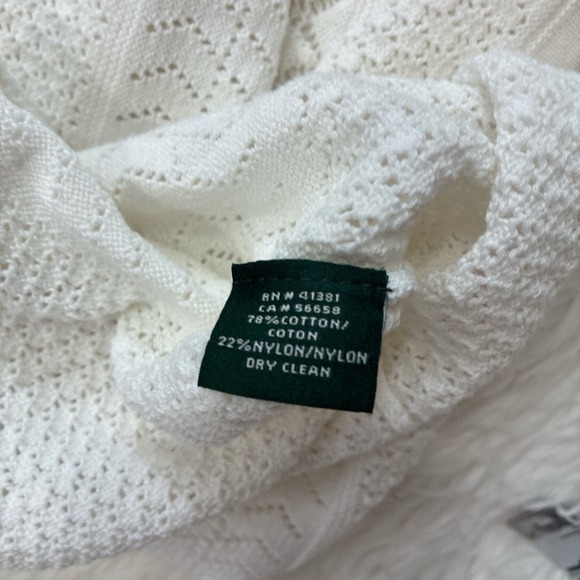 RN # 41381
CA # 56658
78%COTTON/
COTON
22%NYLON/NYLON
DRY CLEAN